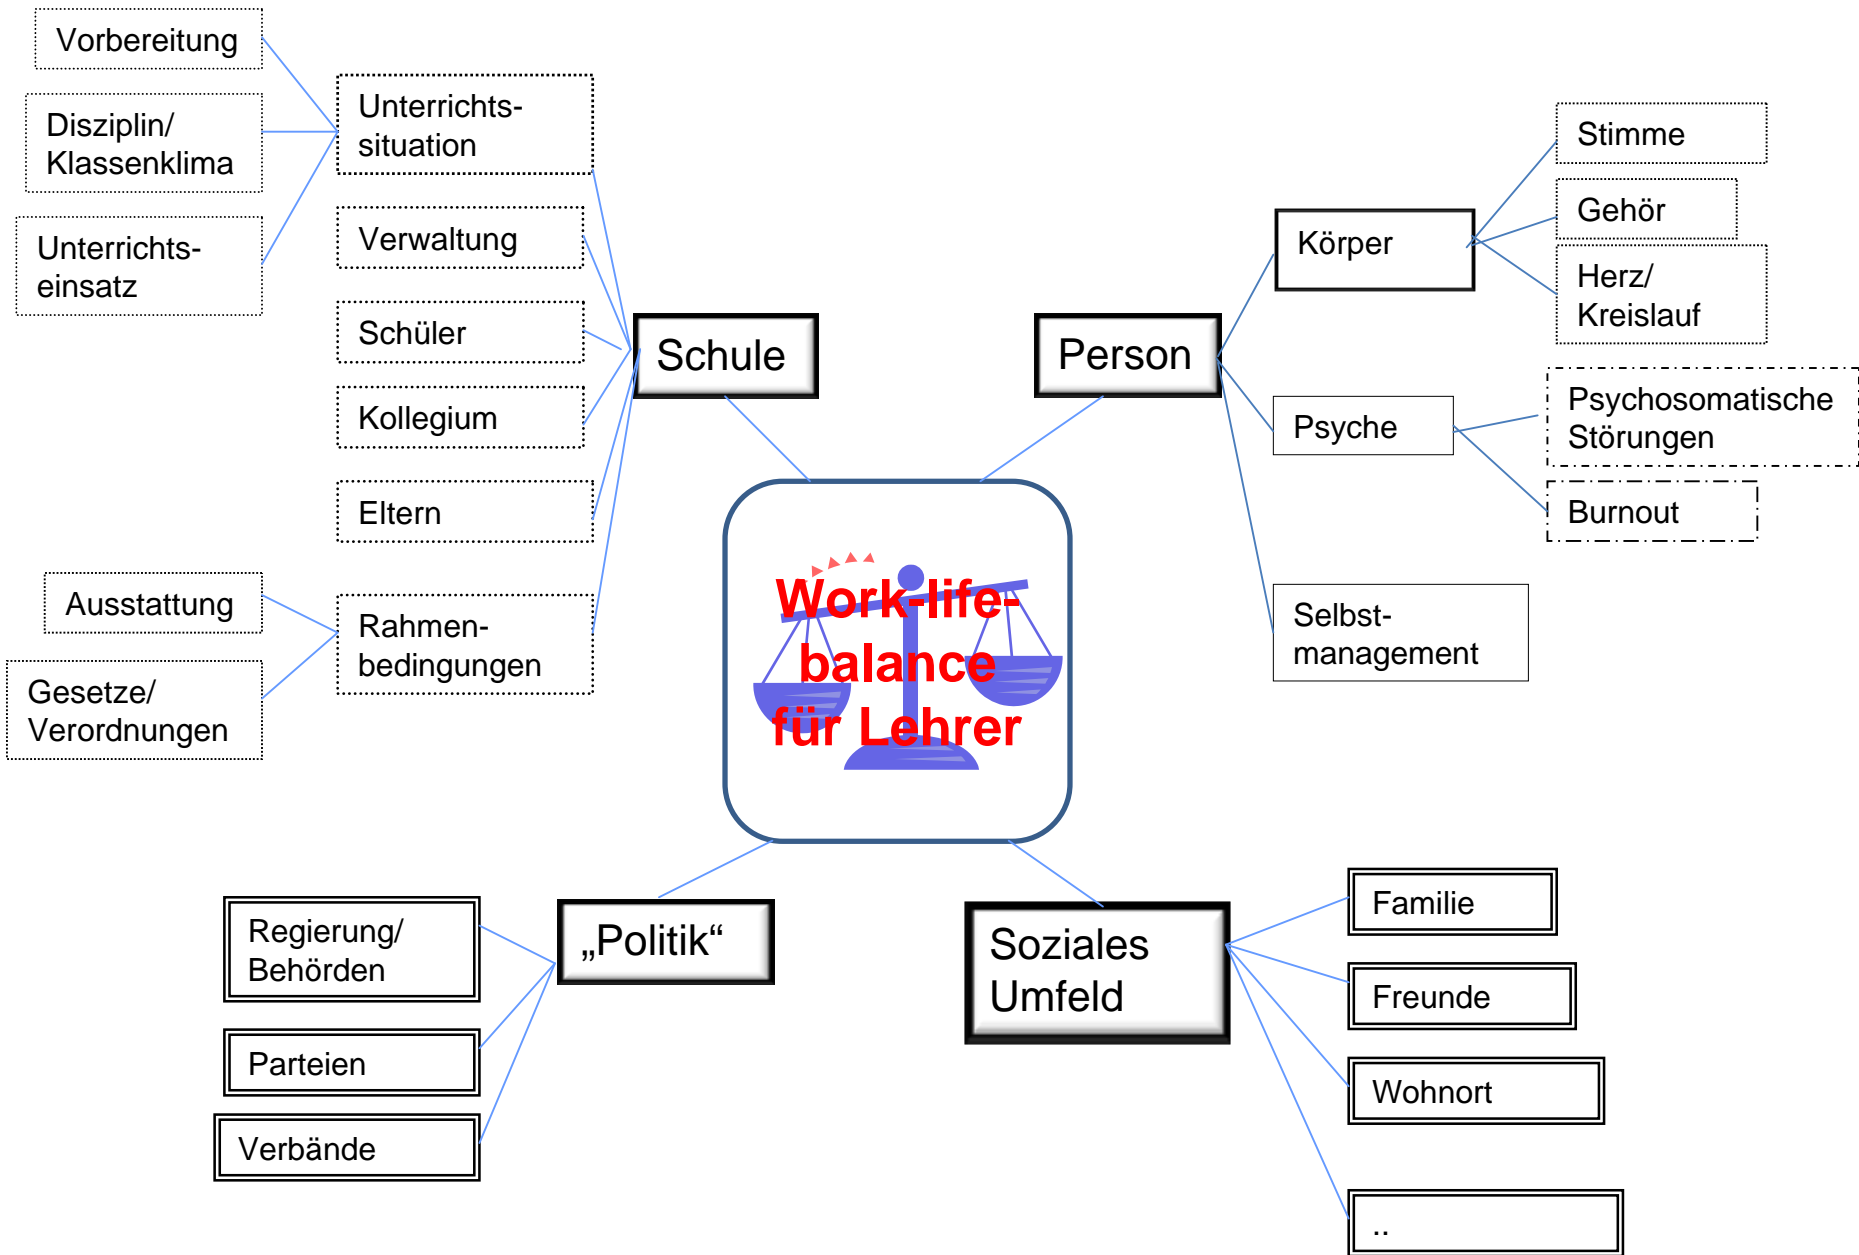 Vorbereitung
Disziplin/
Klassenklima
Unterrichts-
einsatz
Unterrichts-
situation
Verwaltung
Schüler
Kollegium
Eltern
Rahmen-
bedingungen
Ausstattung
Gesetze/
Verordnungen
Schule
Person
Körper
Stimme
Gehör
Herz/
Kreislauf
Psyche
Psychosomatische
Störungen
Burnout
Selbst-
management
Work-life-
balance
für Lehrer
„Politik“
Regierung/
Behörden
Parteien
Verbände
Soziales
Umfeld
Familie
Freunde
Wohnort
..